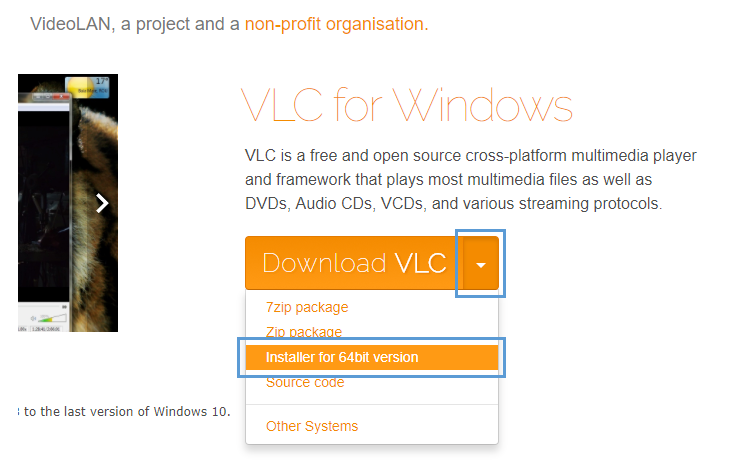 VideoLAN, a project and a non-profit organisation.
17°
VLC for Windows
VLC is a free and open source cross-platform multimedia player
and framework that plays most multimedia files as well as
DVDs, Audio CDs, VCDs, and various streaming protocols.
Download VLC
7zip package
Zip package
Installer for 64bit version
Source code
Other Systems
to the last version of Windows 10.